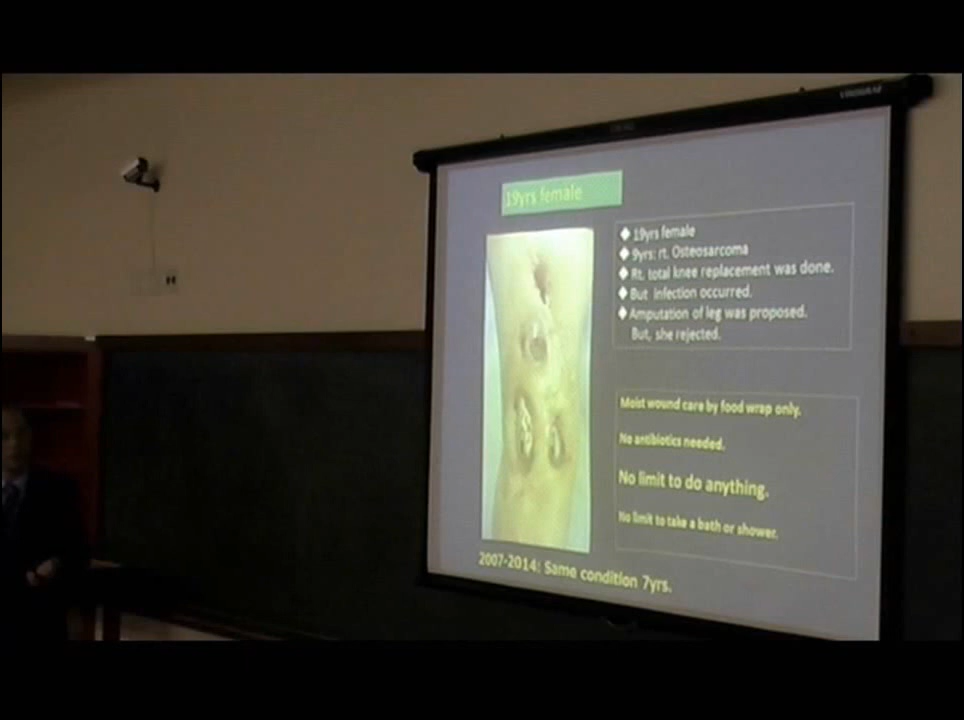 19yrs female
◆ 19yrs female
◆ 9yrs: rt. Osteosarcoma
◆ Rt. total knee replacement was done.
◆ But infection occurred.
◆ Amputation of leg was proposed.
But, she rejected.
Moist wound care by food wrap only.
No antibiotics needed.
No limit to do anything.
No limit to take a bath or shower.
2007-2014: Same condition 7yrs.